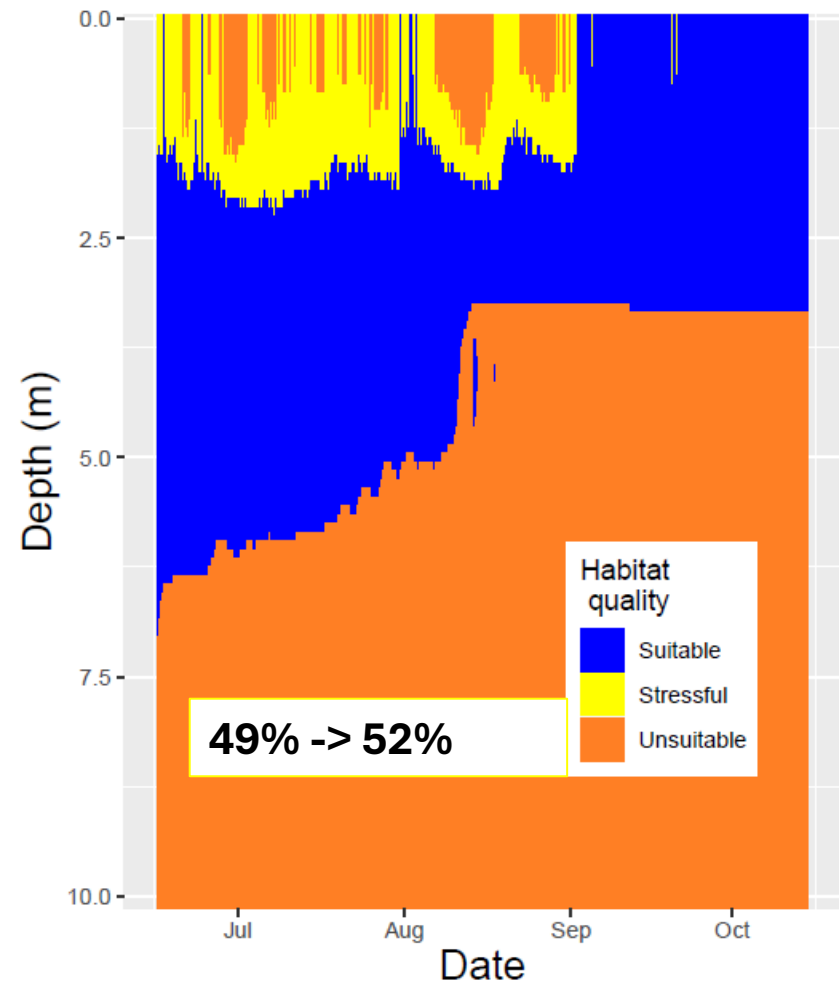 0.0
2.5
5.0
7.5
10.0
Depth (m)
Habitat
quality
Suitable
Stressful
Unsuitable
49% -> 52%
Jul
Aug
Sep
Oct
Date